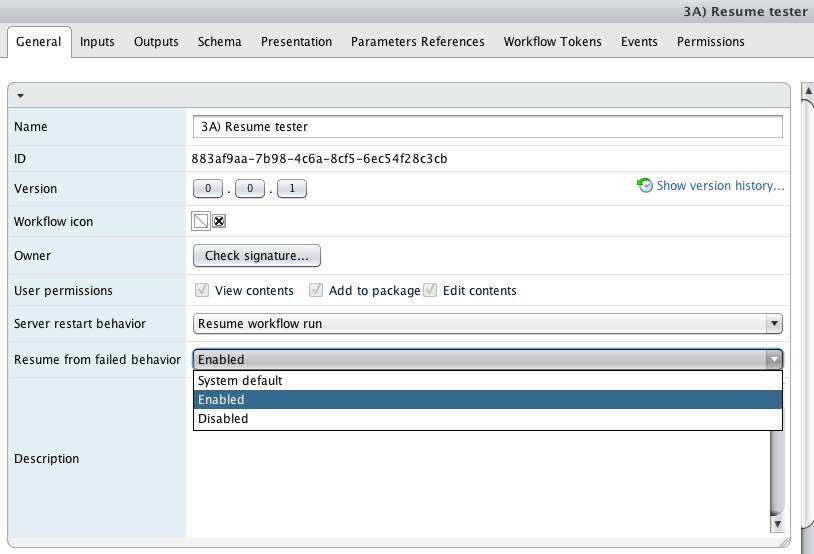 3A) Resume tester
General Inputs Outputs Schema Presentation Parameters References Workflow Tokens Events Permissions
Name 3A) Resume tester
ID 883af9aa-7b98-4c6a-8cf5-6ec54f28c3cb
Version 0 . 0 . 1 Show version history...
Workflow icon
Owner Check signature...
User permissions View contents Add to package Edit contents
Server restart behavior Resume workflow run
Resume from failed behavior Enabled
System default
Enabled
Disabled
Description